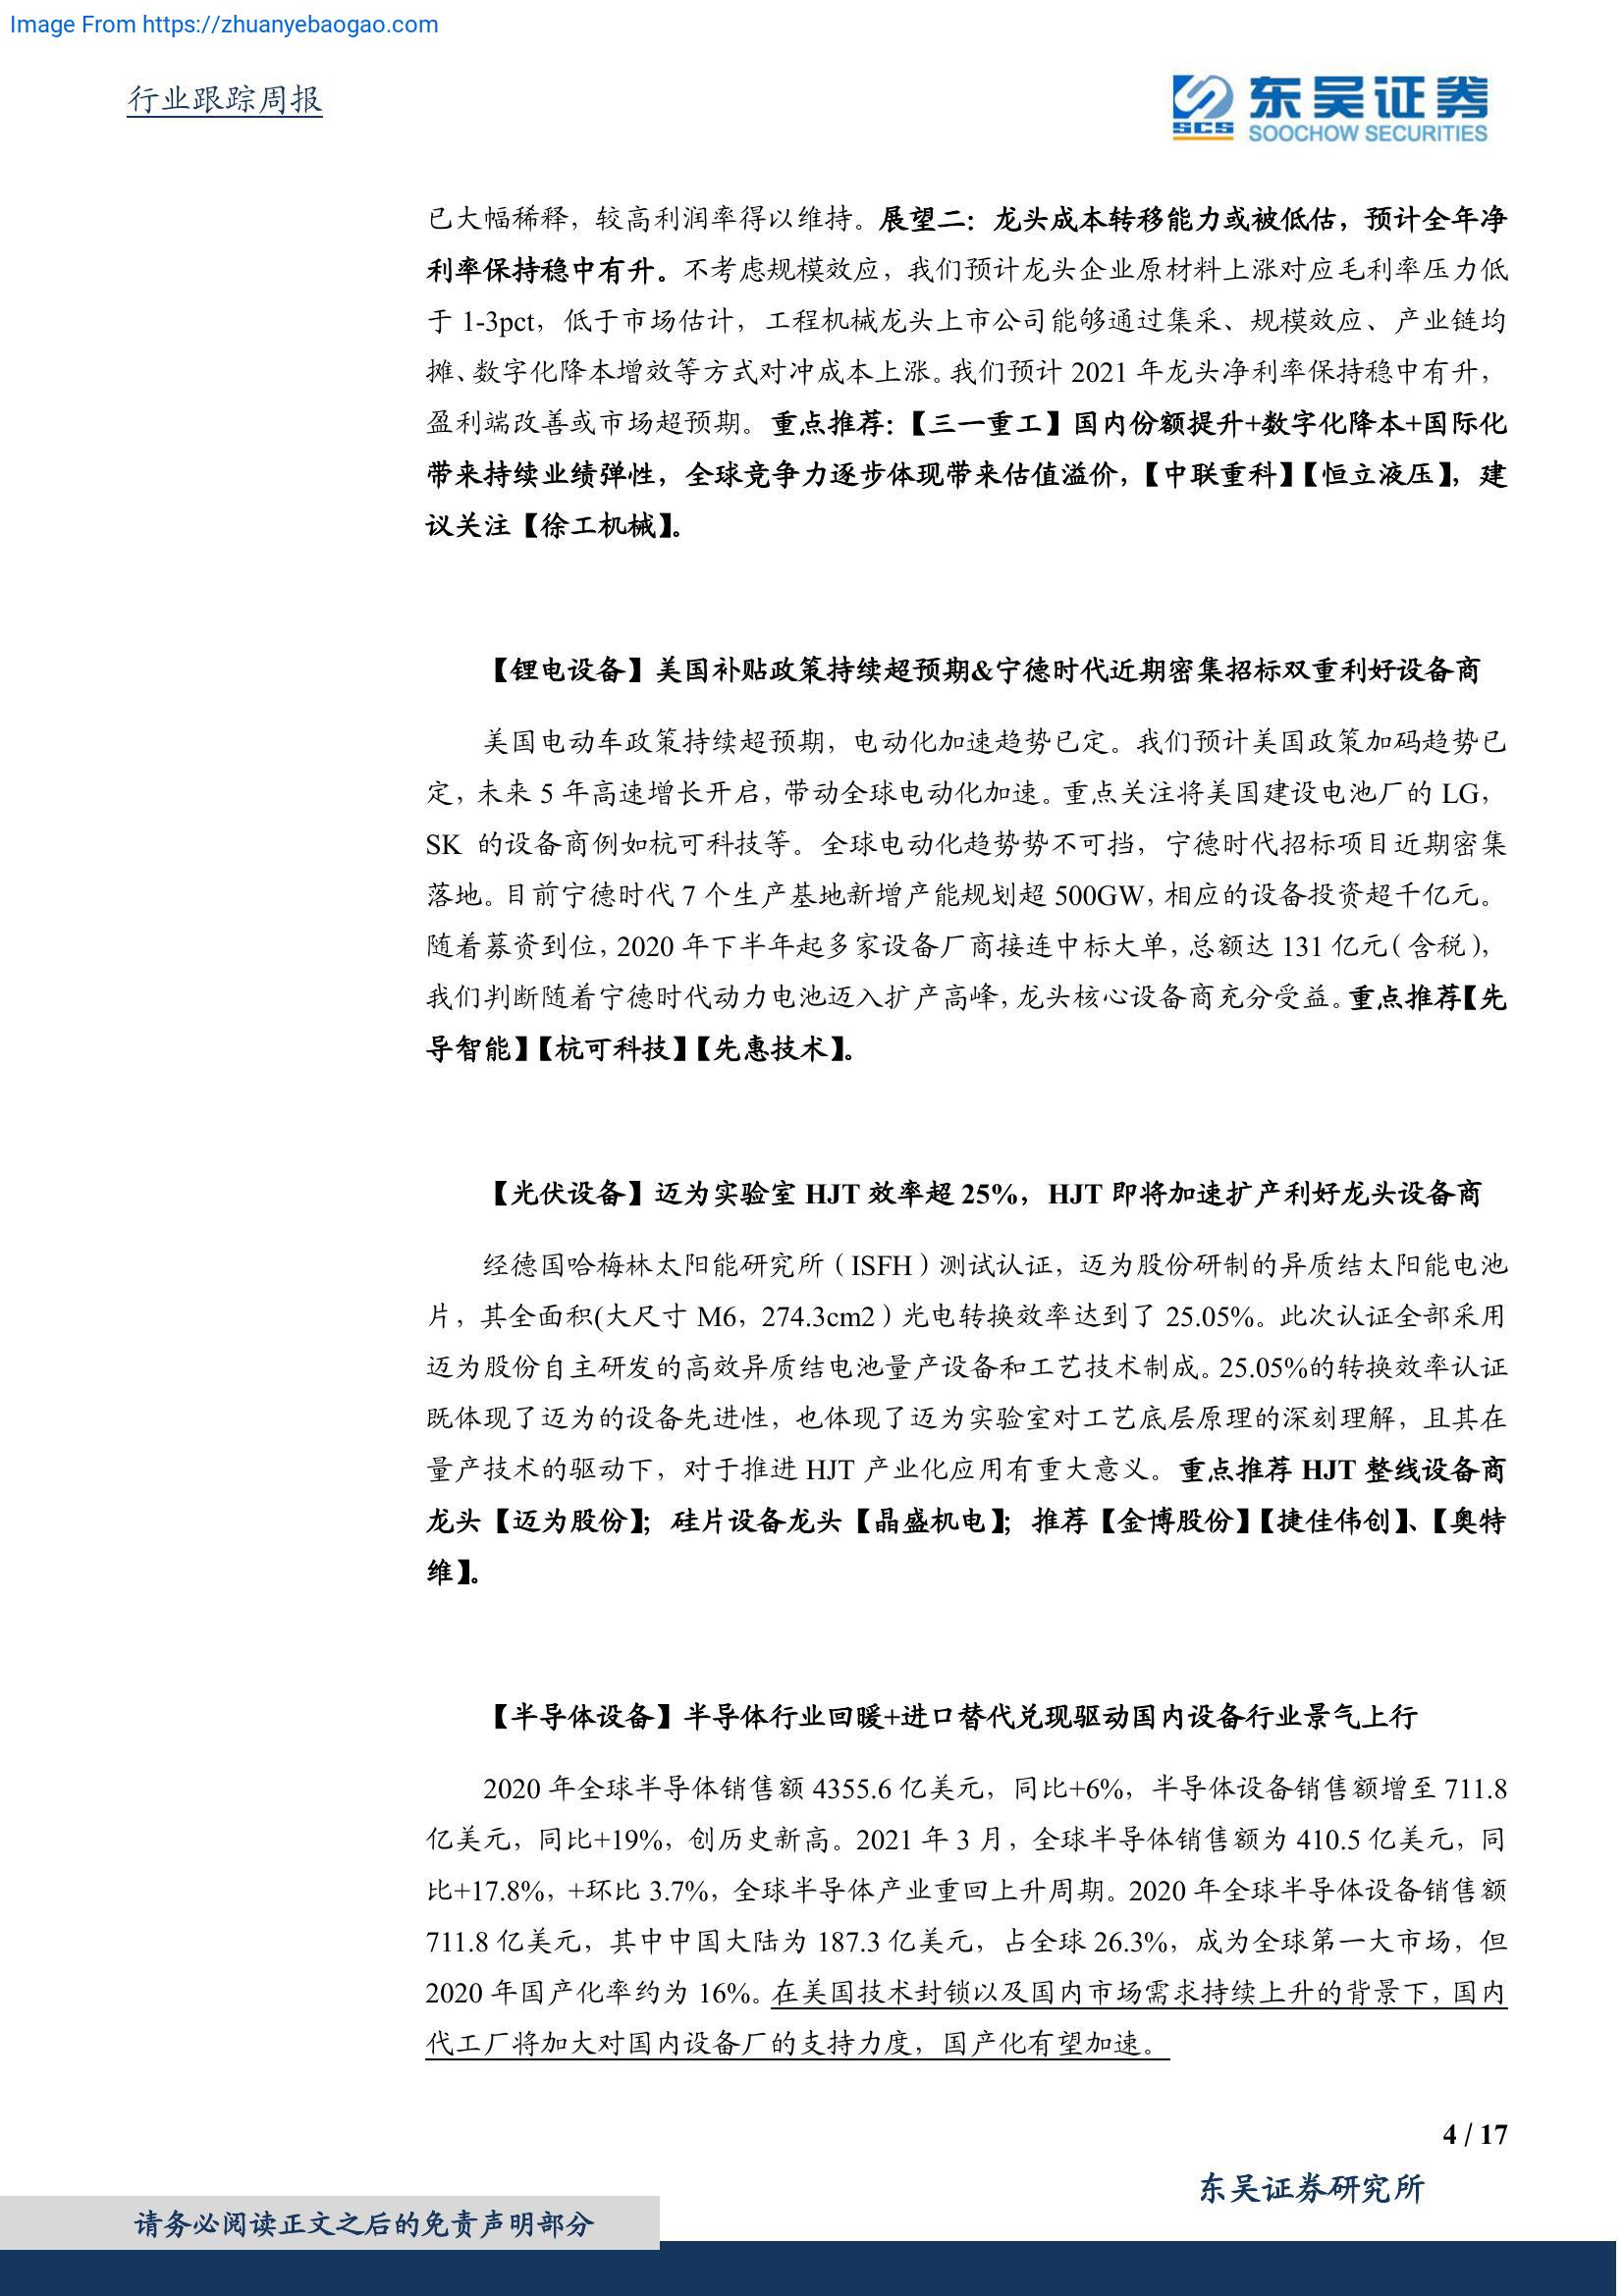 Image From https://zhuanyebaogao.com
行业跟踪周报
SCS 东吴证券
SOOCHOW SECURITIES
已大幅稀释，较高利润率得以维持。展望二：龙头成本转移能力或被低估，预计全年净
利率保持稳中有升。不考虑规模效应，我们预计龙头企业原材料上涨对应毛利率压力低
于 1-3pct，低于市场估计，工程机械龙头上市公司能够通过集采、规模效应、产业链均
摊、数字化降本增效等方式对冲成本上涨。我们预计 2021 年龙头净利率保持稳中有升，
盈利端改善或市场超预期。重点推荐：【三一重工】国内份额提升+数字化降本+国际化
带来持续业绩弹性，全球竞争力逐步体现带来估值溢价，【中联重科】【恒立液压】，建
议关注【徐工机械】。
【锂电设备】美国补贴政策持续超预期&宁德时代近期密集招标双重利好设备商
美国电动车政策持续超预期，电动化加速趋势已定。我们预计美国政策加码趋势已
定，未来 5 年高速增长开启，带动全球电动化加速。重点关注将美国建设电池厂的 LG，
SK 的设备商例如杭可科技等。全球电动化趋势势不可挡，宁德时代招标项目近期密集
落地。目前宁德时代 7 个生产基地新增产能规划超 500GW，相应的设备投资超千亿元。
随着募资到位，2020 年下半年起多家设备厂商接连中标大单，总额达 131 亿元（含税），
我们判断随着宁德时代动力电池迈入扩产高峰，龙头核心设备商充分受益。重点推荐【先
导智能】【杭可科技】【先惠技术】。
【光伏设备】迈为实验室 HJT 效率超 25%，HJT 即将加速扩产利好龙头设备商
经德国哈梅林太阳能研究所（ISFH）测试认证，迈为股份研制的异质结太阳能电池
片，其全面积(大尺寸 M6，274.3cm2）光电转换效率达到了 25.05%。此次认证全部采用
迈为股份自主研发的高效异质结电池量产设备和工艺技术制成。25.05%的转换效率认证
既体现了迈为的设备先进性，也体现了迈为实验室对工艺底层原理的深刻理解，且其在
量产技术的驱动下，对于推进 HJT 产业化应用有重大意义。重点推荐 HJT 整线设备商
龙头【迈为股份】；硅片设备龙头【晶盛机电】；推荐【金博股份】【捷佳伟创】、【奥特
维】。
【半导体设备】半导体行业回暖+进口替代兑现驱动国内设备行业景气上行
2020 年全球半导体销售额 4355.6 亿美元，同比+6%，半导体设备销售额增至 711.8
亿美元，同比+19%，创历史新高。2021 年 3 月，全球半导体销售额为 410.5 亿美元，同
比+17.8%，+环比 3.7%，全球半导体产业重回上升周期。2020 年全球半导体设备销售额
711.8 亿美元，其中中国大陆为 187.3 亿美元，占全球 26.3%，成为全球第一大市场，但
2020 年国产化率约为 16%。在美国技术封锁以及国内市场需求持续上升的背景下，国内
代工厂将加大对国内设备厂的支持力度，国产化有望加速。
4 / 17
东吴证券研究所
请务必阅读正文之后的免责声明部分